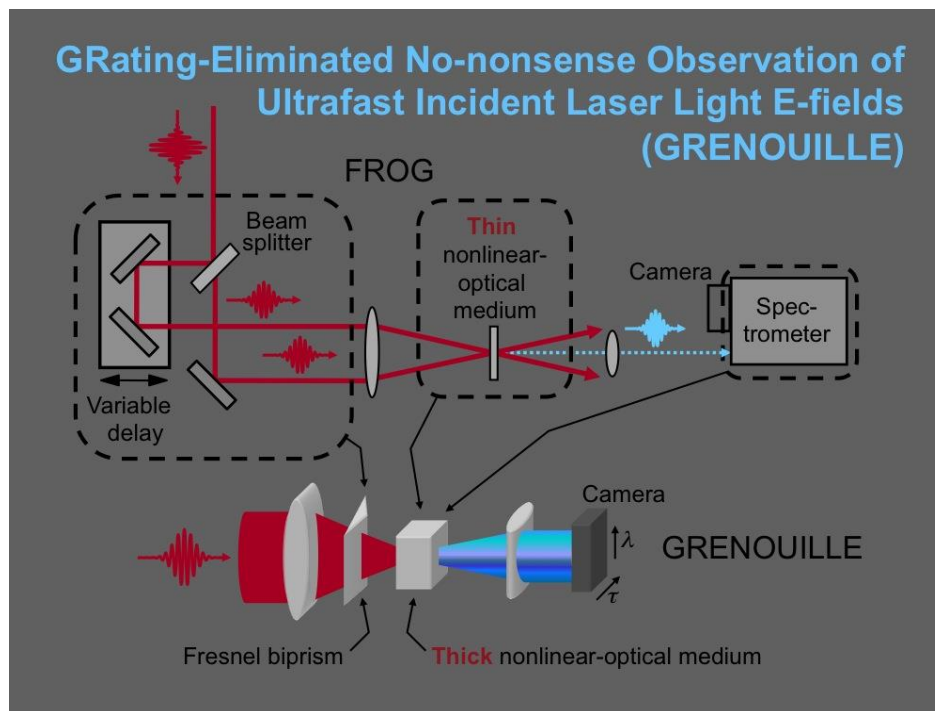 GRating-Eliminated No-nonsense Observation of
Ultrafast Incident Laser Light E-fields
(GRENOUILLE)
FROG
Beam
splitter
Thin
nonlinear-
optical
medium
Camera
Spec-
trometer
Variable
delay
Camera
λ
τ
GRENOUILLE
Fresnel biprism
Thick nonlinear-optical medium